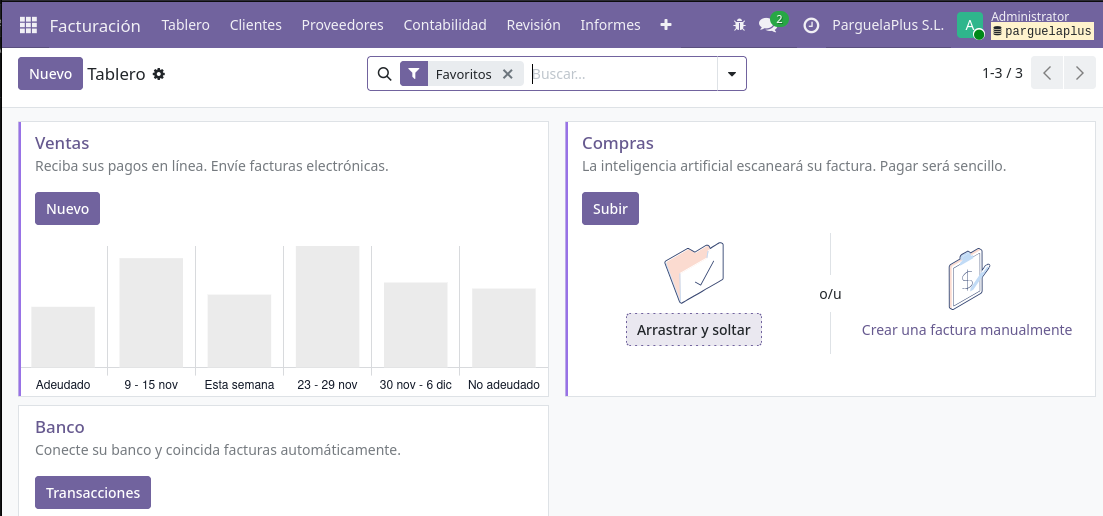 Facturación Tablero Clientes Proveedores Contabilidad Revisión Informes 2 ParguelaPlus S.L. A Administrator
parguelaplus
Nuevo Tablero Favoritos Buscar... 1-3 / 3
Ventas
Reciba sus pagos en línea. Envíe facturas electrónicas.
Nuevo
Adeudado 9 - 15 nov Esta semana 23 - 29 nov 30 nov - 6 dic No adeudado
Compras
La inteligencia artificial escaneará su factura. Pagar será sencillo.
Subir
o/u
Arrastrar y soltar Crear una factura manualmente
Banco
Conecte su banco y coincida facturas automáticamente.
Transacciones